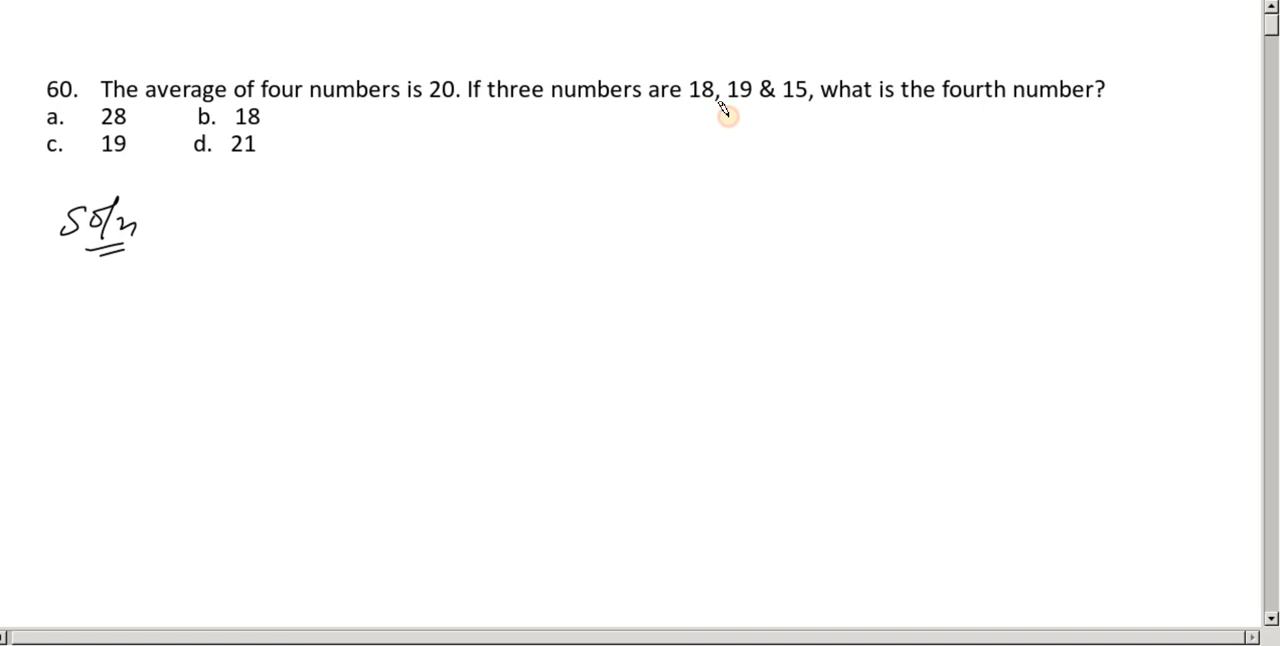 60. The average of four numbers is 20. If three numbers are 18, 19 & 15, what is the fourth number?
a. 28 b. 18
c. 19 d. 21
Soln